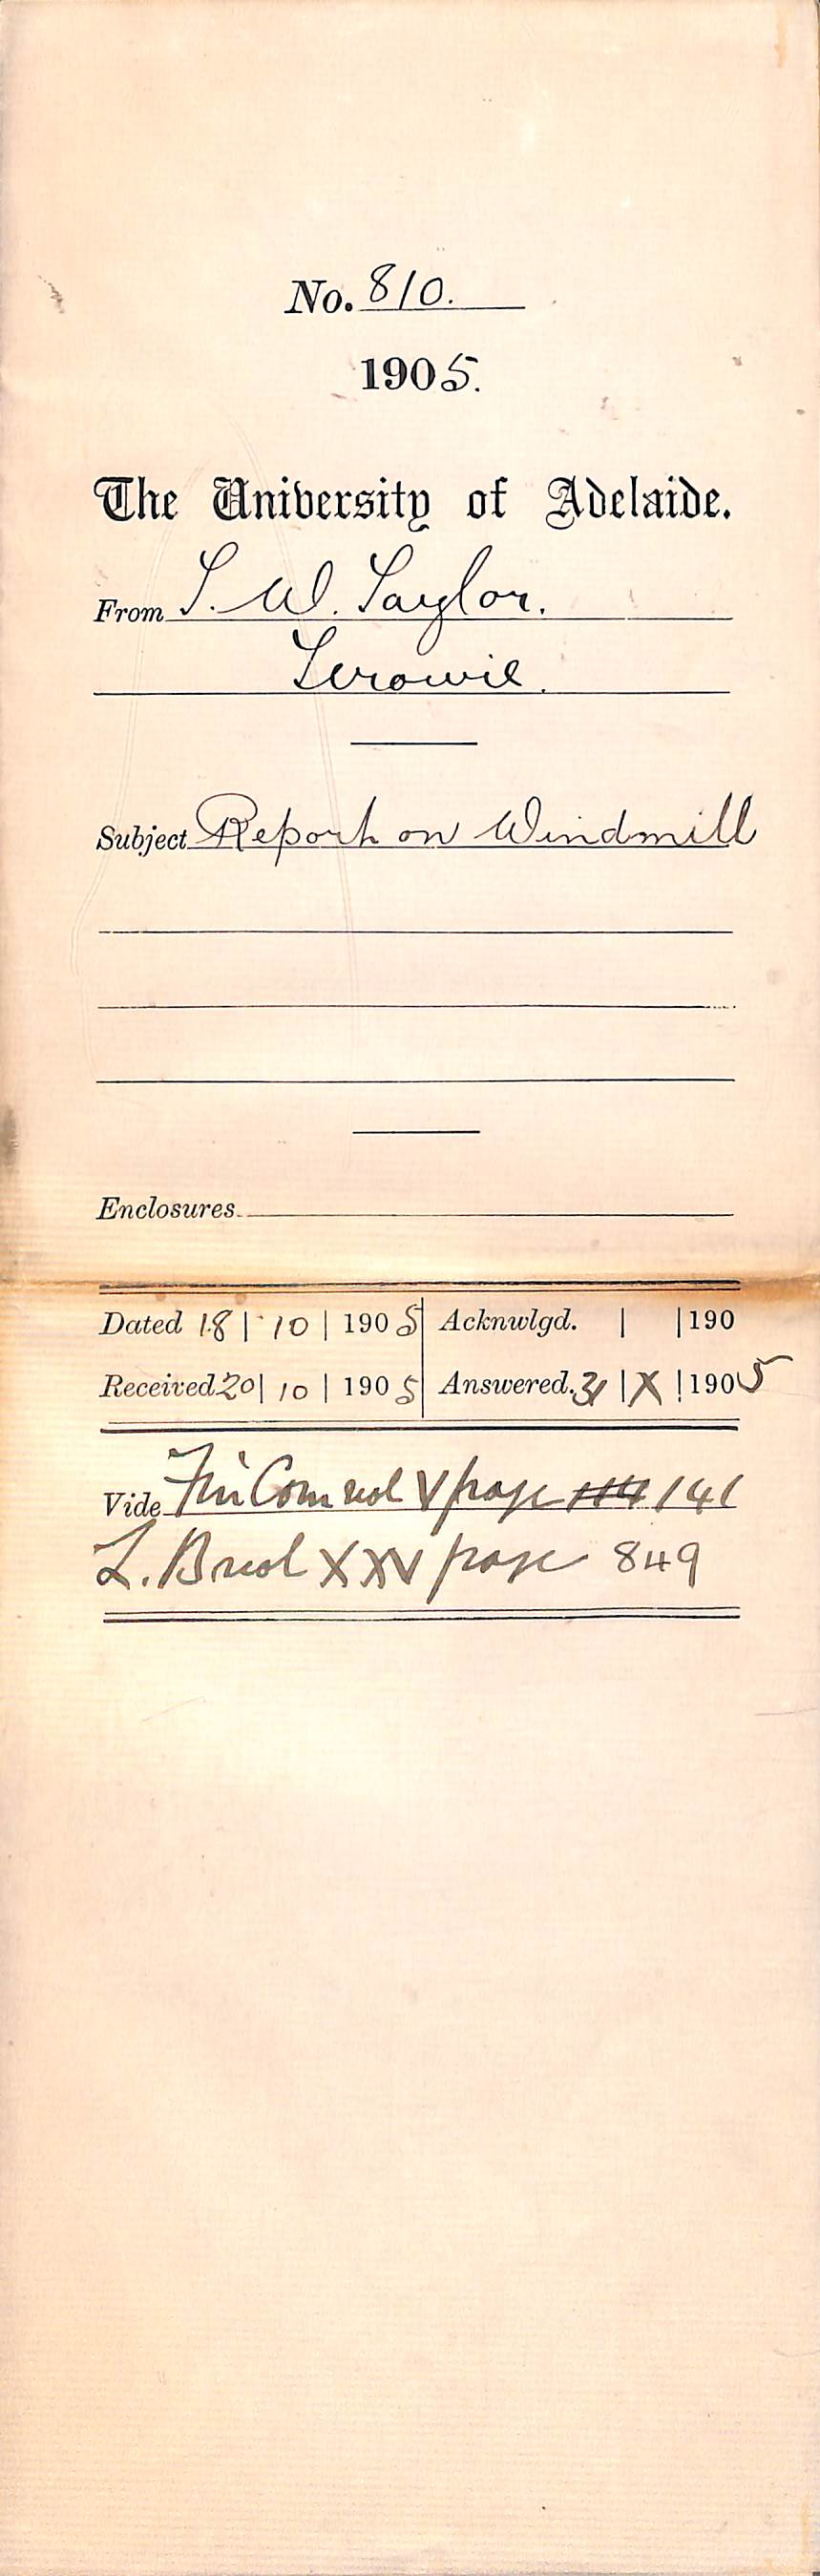 No. 810.
1905.
The University of Adelaide.
From T. W. Taylor.
Terowie.
Subject Report on Windmill
Enclosures
Dated 18 | 10 | 1905 Acknwlgd. | | 190
Received 20 | 10 | 1905 Answered. 31 | X | 1905
Vide Fin Com vol V page 114 141
L. B vol XXV page 849